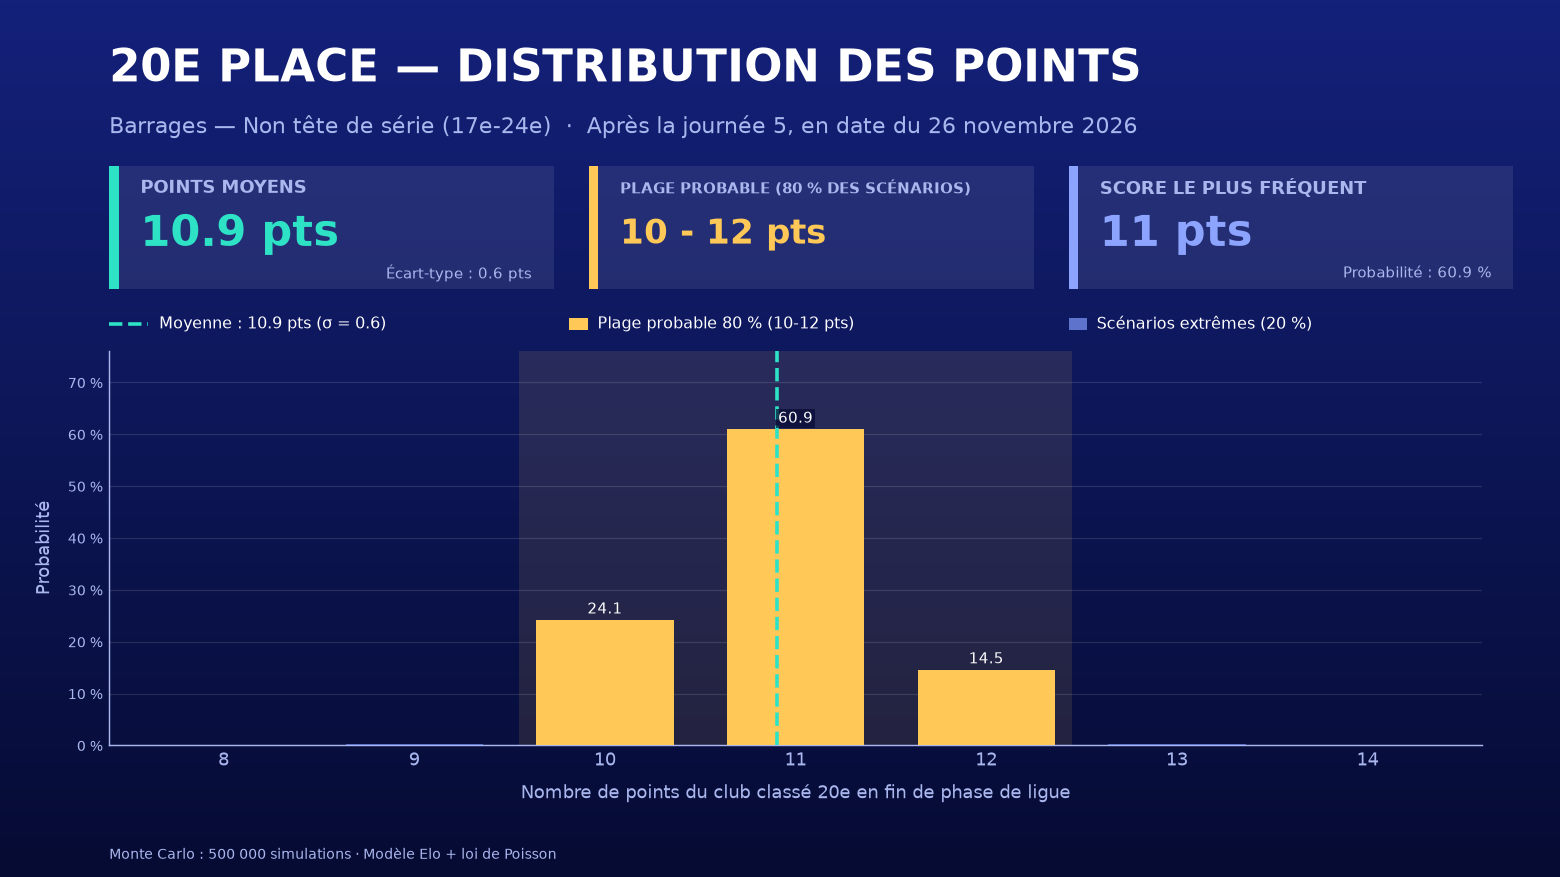 20E PLACE — DISTRIBUTION DES POINTS
Barrages — Non tête de série (17e-24e) · Après la journée 5, en date du 26 novembre 2026
POINTS MOYENS
10.9 pts
Écart-type : 0.6 pts
PLAGE PROBABLE (80 % DES SCÉNARIOS)
10 - 12 pts
SCORE LE PLUS FRÉQUENT
11 pts
Probabilité : 60.9 %
Moyenne : 10.9 pts (σ = 0.6)
Plage probable 80 % (10-12 pts)
Scénarios extrêmes (20 %)
Probabilité
70 %
60 %
50 %
40 %
30 %
20 %
10 %
0 %
24.1
60.9
14.5
8
9
10
11
12
13
14
Nombre de points du club classé 20e en fin de phase de ligue
Monte Carlo : 500 000 simulations · Modèle Elo + loi de Poisson